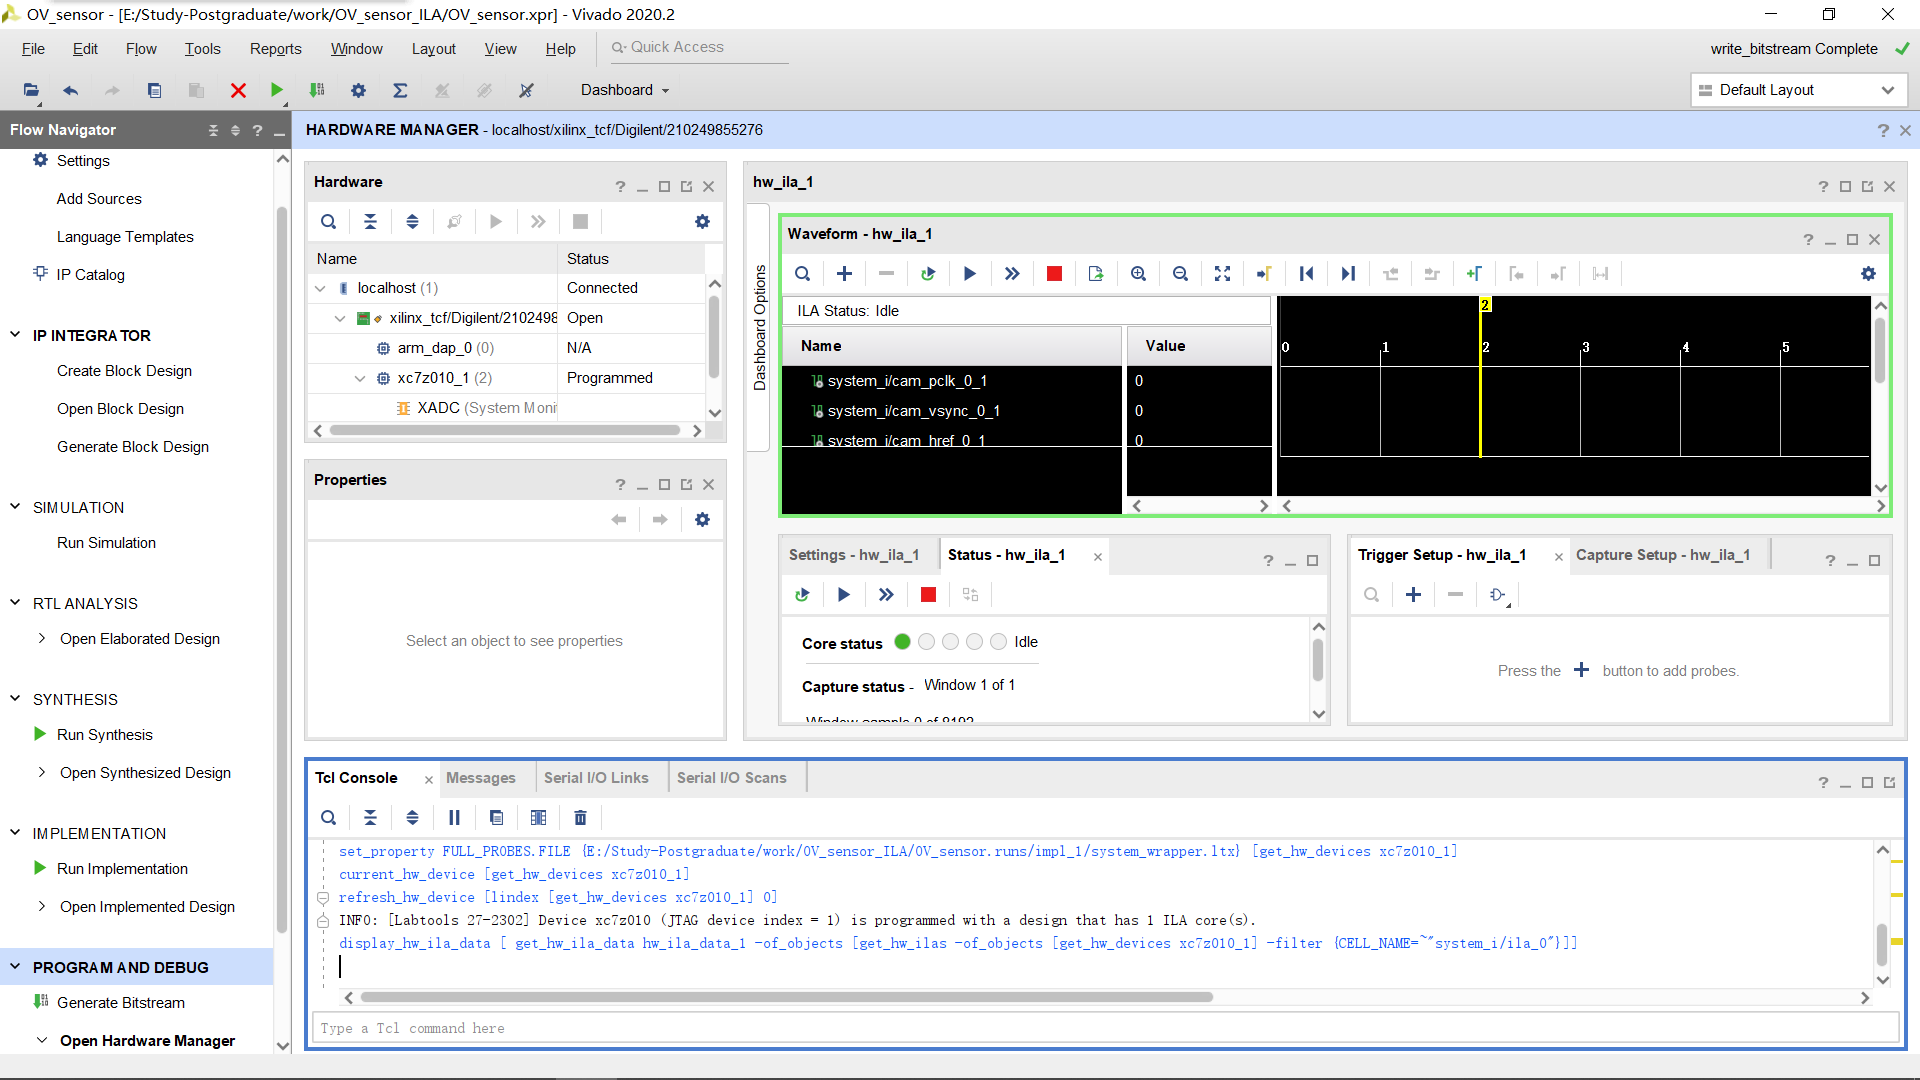 OV_sensor - [E:/Study-Postgraduate/work/OV_sensor_ILA/OV_sensor.xpr] - Vivado 2020.2
File Edit Flow Tools Reports Window Layout View Help Quick Access
write_bitstream Complete
Dashboard
Default Layout
Flow Navigator
Settings
Add Sources
Language Templates
IP Catalog
IP INTEGRATOR
Create Block Design
Open Block Design
Generate Block Design
SIMULATION
Run Simulation
RTL ANALYSIS
Open Elaborated Design
SYNTHESIS
Run Synthesis
Open Synthesized Design
IMPLEMENTATION
Run Implementation
Open Implemented Design
PROGRAM AND DEBUG
Generate Bitstream
Open Hardware Manager
HARDWARE MANAGER - localhost/xilinx_tcf/Digilent/210249855276
Hardware
Name Status
localhost (1) Connected
xilinx_tcf/Digilent/2102498 Open
arm_dap_0 (0) N/A
xc7z010_1 (2) Programmed
XADC (System Moni
Properties
Select an object to see properties
hw_ila_1
Dashboard Options
Waveform - hw_ila_1
ILA Status: Idle
Name Value
system_i/cam_pclk_0_1 0
system_i/cam_vsync_0_1 0
system_i/cam_href_0_1 0
2
0 1 2 3 4 5
Settings - hw_ila_1 Status - hw_ila_1
Core status Idle
Capture status - Window 1 of 1
Window sample 0 of 8192
Trigger Setup - hw_ila_1 Capture Setup - hw_ila_1
Press the + button to add probes.
Tcl Console Messages Serial I/O Links Serial I/O Scans
set_property FULL_PROBES.FILE {E:/Study-Postgraduate/work/OV_sensor_ILA/OV_sensor.runs/impl_1/system_wrapper.ltx} [get_hw_devices xc7z010_1]
current_hw_device [get_hw_devices xc7z010_1]
refresh_hw_device [lindex [get_hw_devices xc7z010_1] 0]
INFO: [Labtools 27-2302] Device xc7z010 (JTAG device index = 1) is programmed with a design that has 1 ILA core(s).
display_hw_ila_data [ get_hw_ila_data hw_ila_data_1 -of_objects [get_hw_ilas -of_objects [get_hw_devices xc7z010_1] -filter {CELL_NAME=~"system_i/ila_0"}]]
Type a Tcl command here